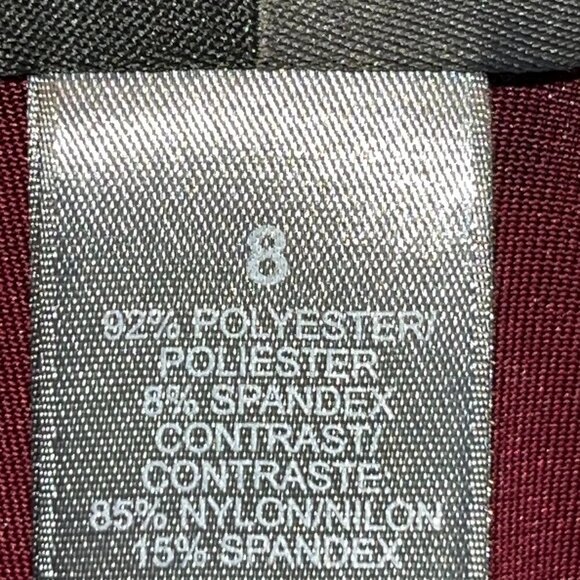 8
92% POLYESTER/
POLIESTER
8% SPANDEX
CONTRAST/
CONTRASTE
85% NYLON/NILON
15% SPANDEX